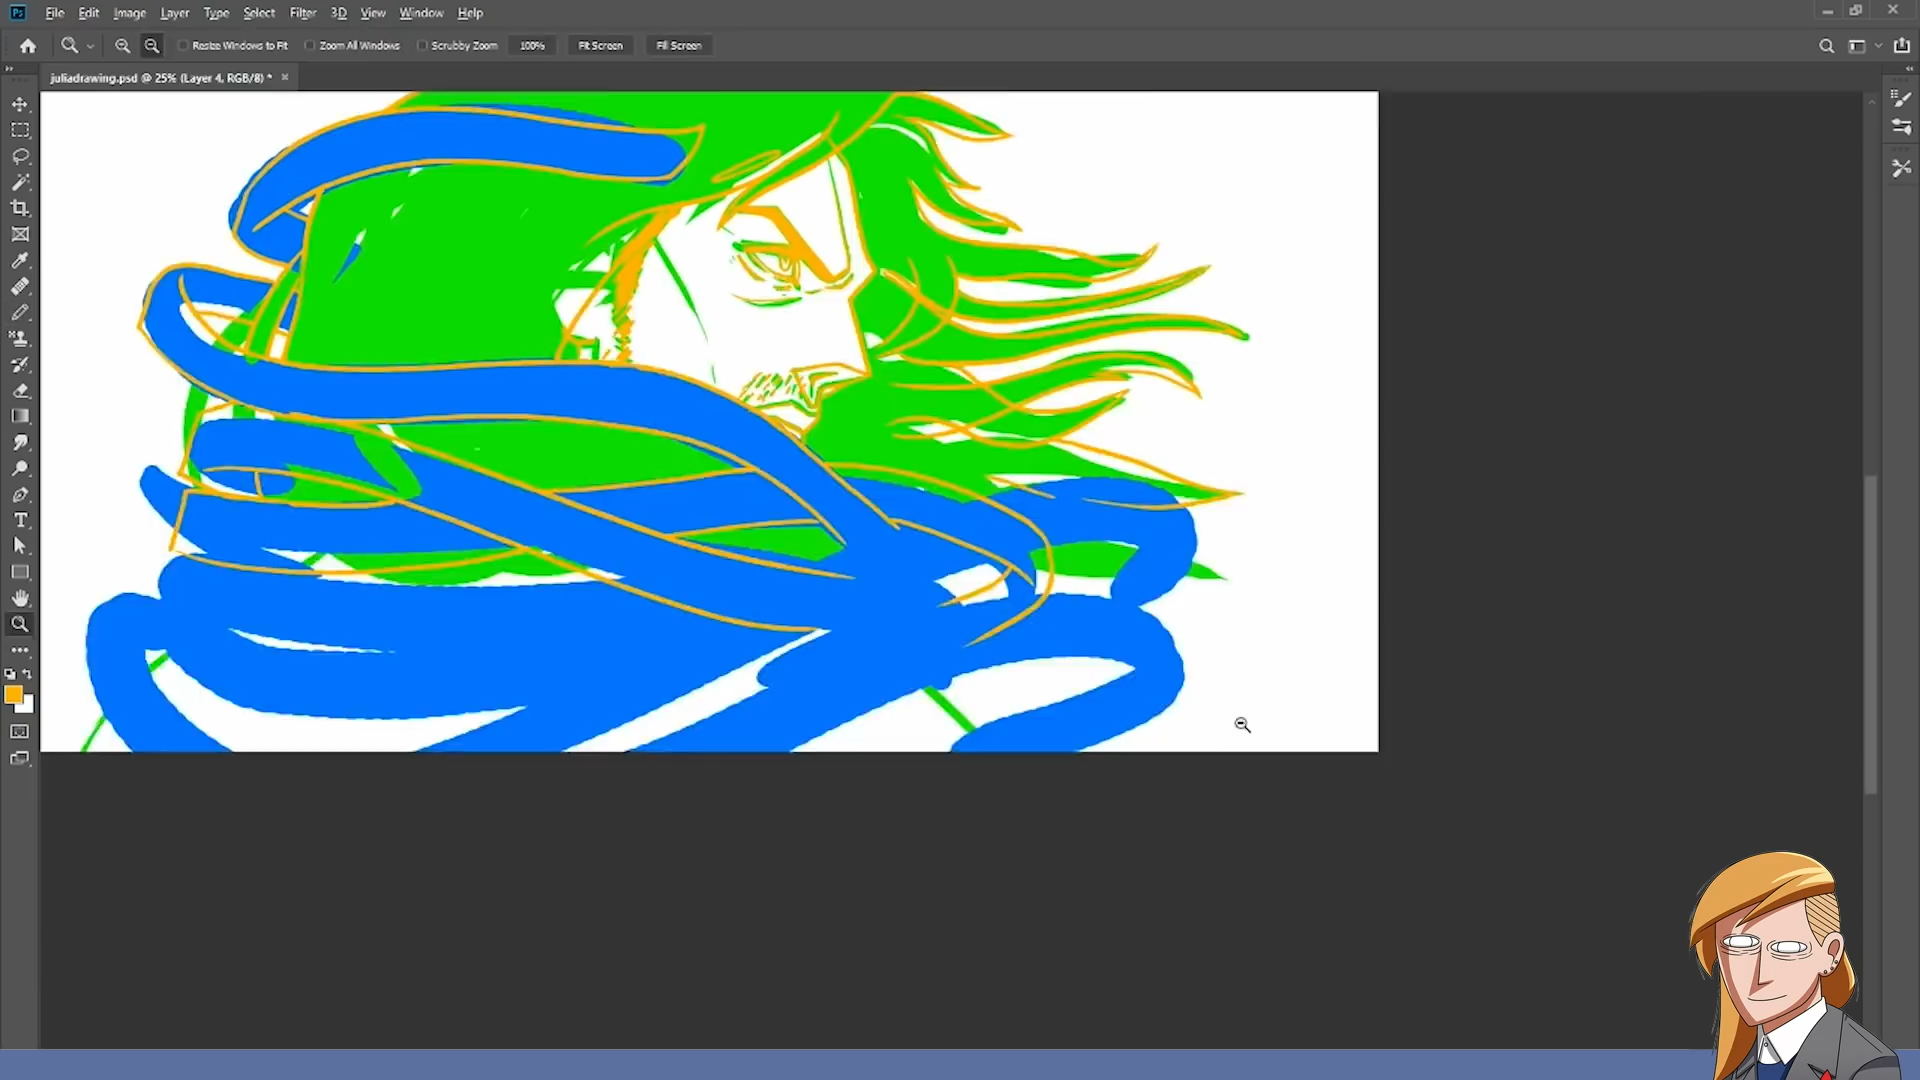 Ps File Edit Image Layer Type Select Filter 3D View Window Help
Resize Windows to Fit Zoom All Windows Scrubby Zoom 100% Fit Screen Fill Screen
juliadrawing.psd @ 25% (Layer 4, RGB/8) *